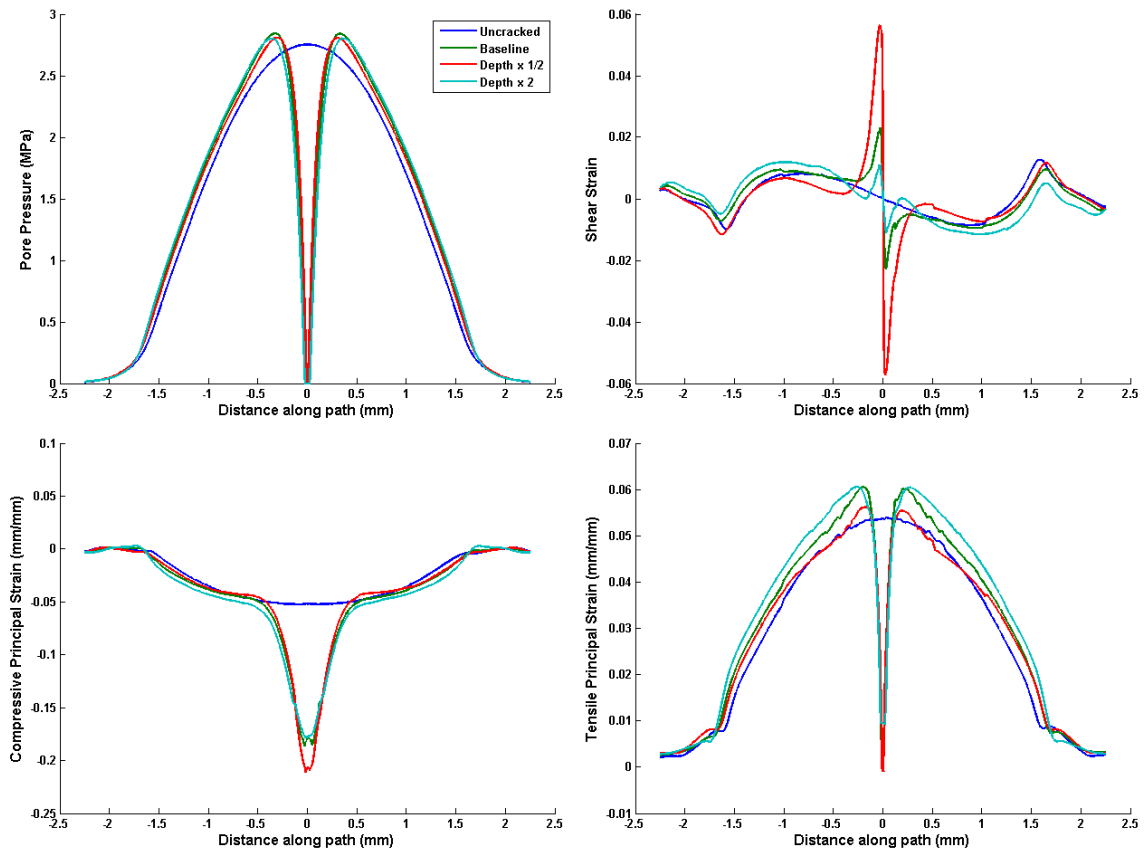 3
2.5
2
1.5
1
0.5
0
-2.5 -2 -1.5 -1 -0.5 0 0.5 1 1.5 2 2.5
Pore Pressure (MPa)
Distance along path (mm)
Uncracked
Baseline
Depth x 1/2
Depth x 2
0.06
0.04
0.02
0
-0.02
-0.04
-0.06
-2.5 -2 -1.5 -1 -0.5 0 0.5 1 1.5 2 2.5
Shear Strain
Distance along path (mm)
0.1
0.05
0
-0.05
-0.1
-0.15
-0.2
-0.25
-2.5 -2 -1.5 -1 -0.5 0 0.5 1 1.5 2 2.5
Compressive Principal Strain (mm/mm)
Distance along path (mm)
0.07
0.06
0.05
0.04
0.03
0.02
0.01
0
-0.01
-2.5 -2 -1.5 -1 -0.5 0 0.5 1 1.5 2 2.5
Tensile Principal Strain (mm/mm)
Distance along path (mm)